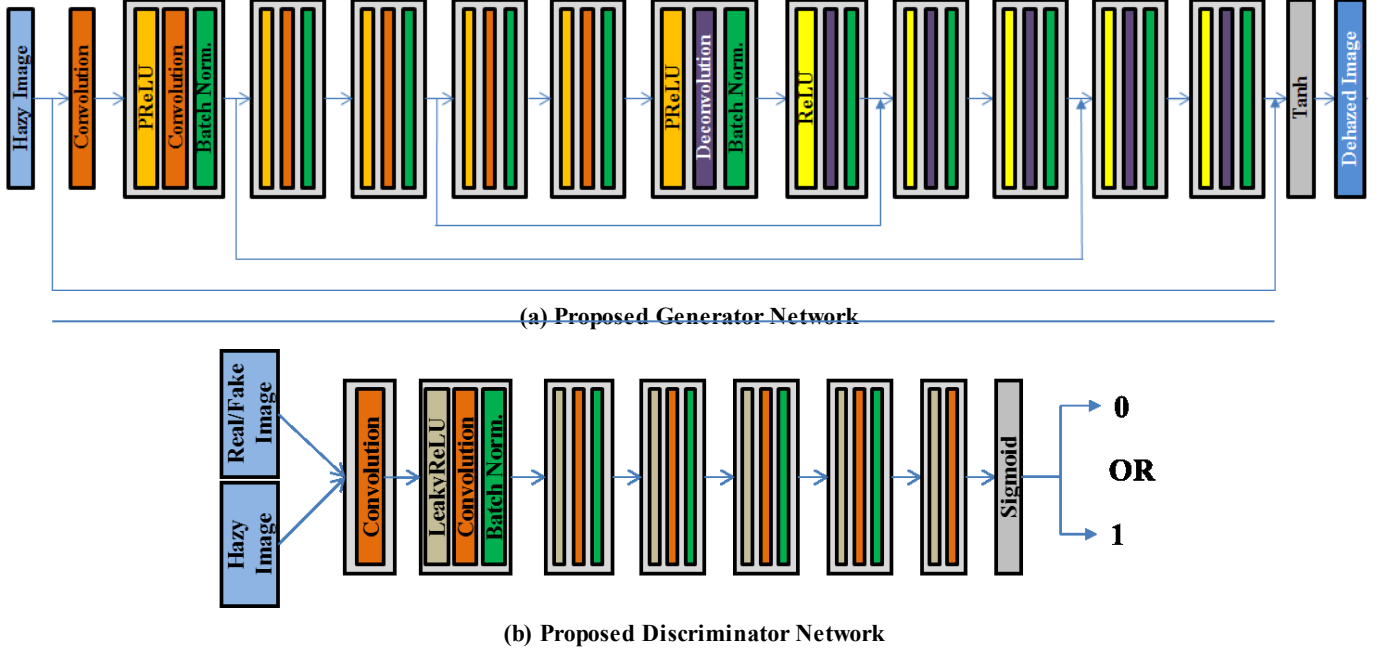 Hazy Image
Convolution
PReLU
Convolution
Batch Norm.
PReLU
Deconvolution
Batch Norm.
ReLU
Tanh
Dehazed Image
(a) Proposed Generator Network
Real/Fake
Image
Hazy
Image
Convolution
LeakyReLU
Convolution
Batch Norm.
Sigmoid
0
OR
1
(b) Proposed Discriminator Network